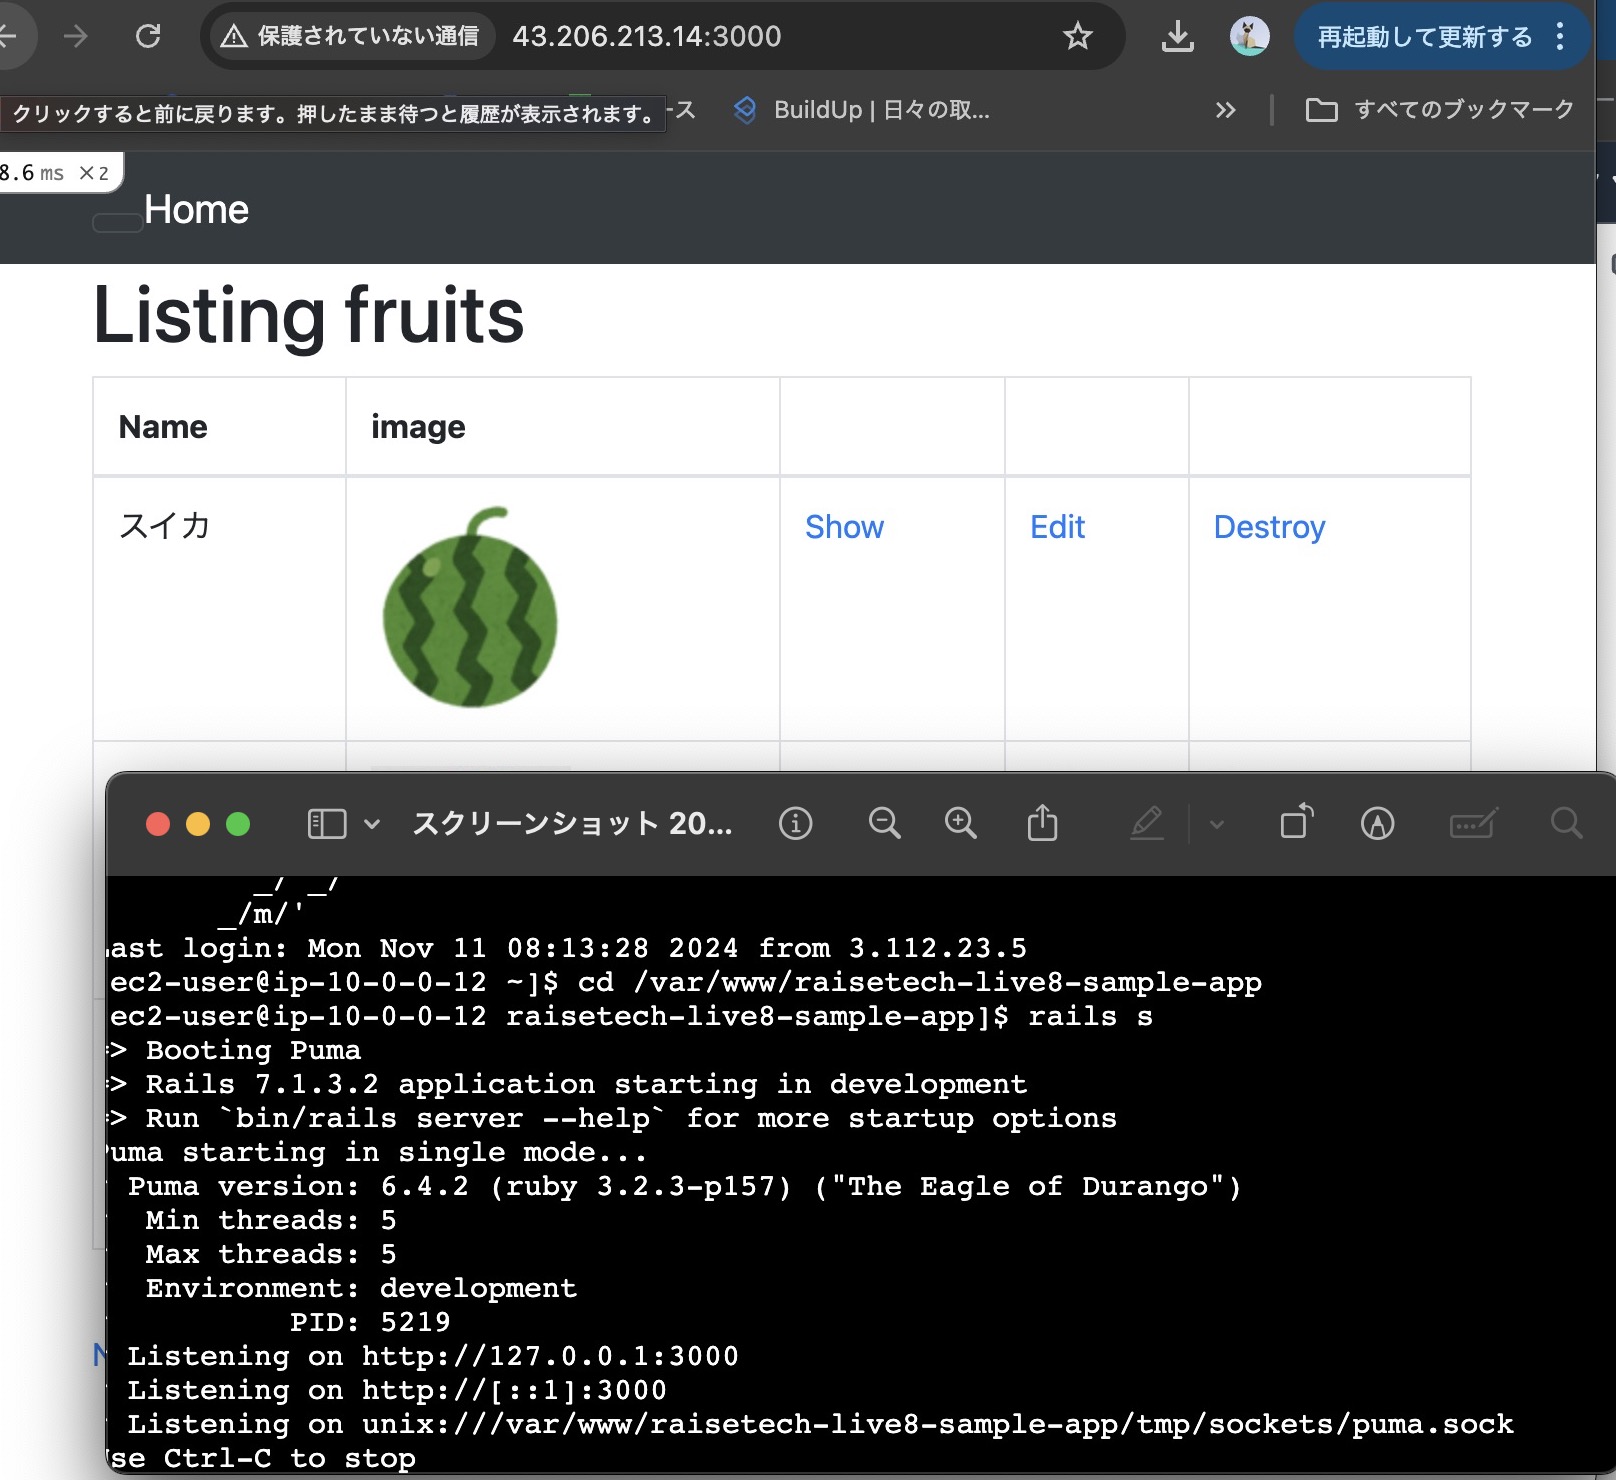 保護されていない通信 43.206.213.14:3000 再起動して更新する
クリックすると前に戻ります。押したまま待つと履歴が表示されます。 ース BuildUp | 日々の取... » すべてのブックマーク
8.6 ms ×2
Home
Listing fruits
Name image
スイカ Show Edit Destroy
スクリーンショット 20...
_/ _/
_/m/'
ast login: Mon Nov 11 08:13:28 2024 from 3.112.23.5
ec2-user@ip-10-0-0-12 ~]$ cd /var/www/raisetech-live8-sample-app
ec2-user@ip-10-0-0-12 raisetech-live8-sample-app]$ rails s
> Booting Puma
> Rails 7.1.3.2 application starting in development
> Run `bin/rails server --help` for more startup options
uma starting in single mode...
Puma version: 6.4.2 (ruby 3.2.3-p157) ("The Eagle of Durango")
Min threads: 5
Max threads: 5
Environment: development
PID: 5219
Listening on http://127.0.0.1:3000
Listening on http://[::1]:3000
Listening on unix:///var/www/raisetech-live8-sample-app/tmp/sockets/puma.sock
se Ctrl-C to stop